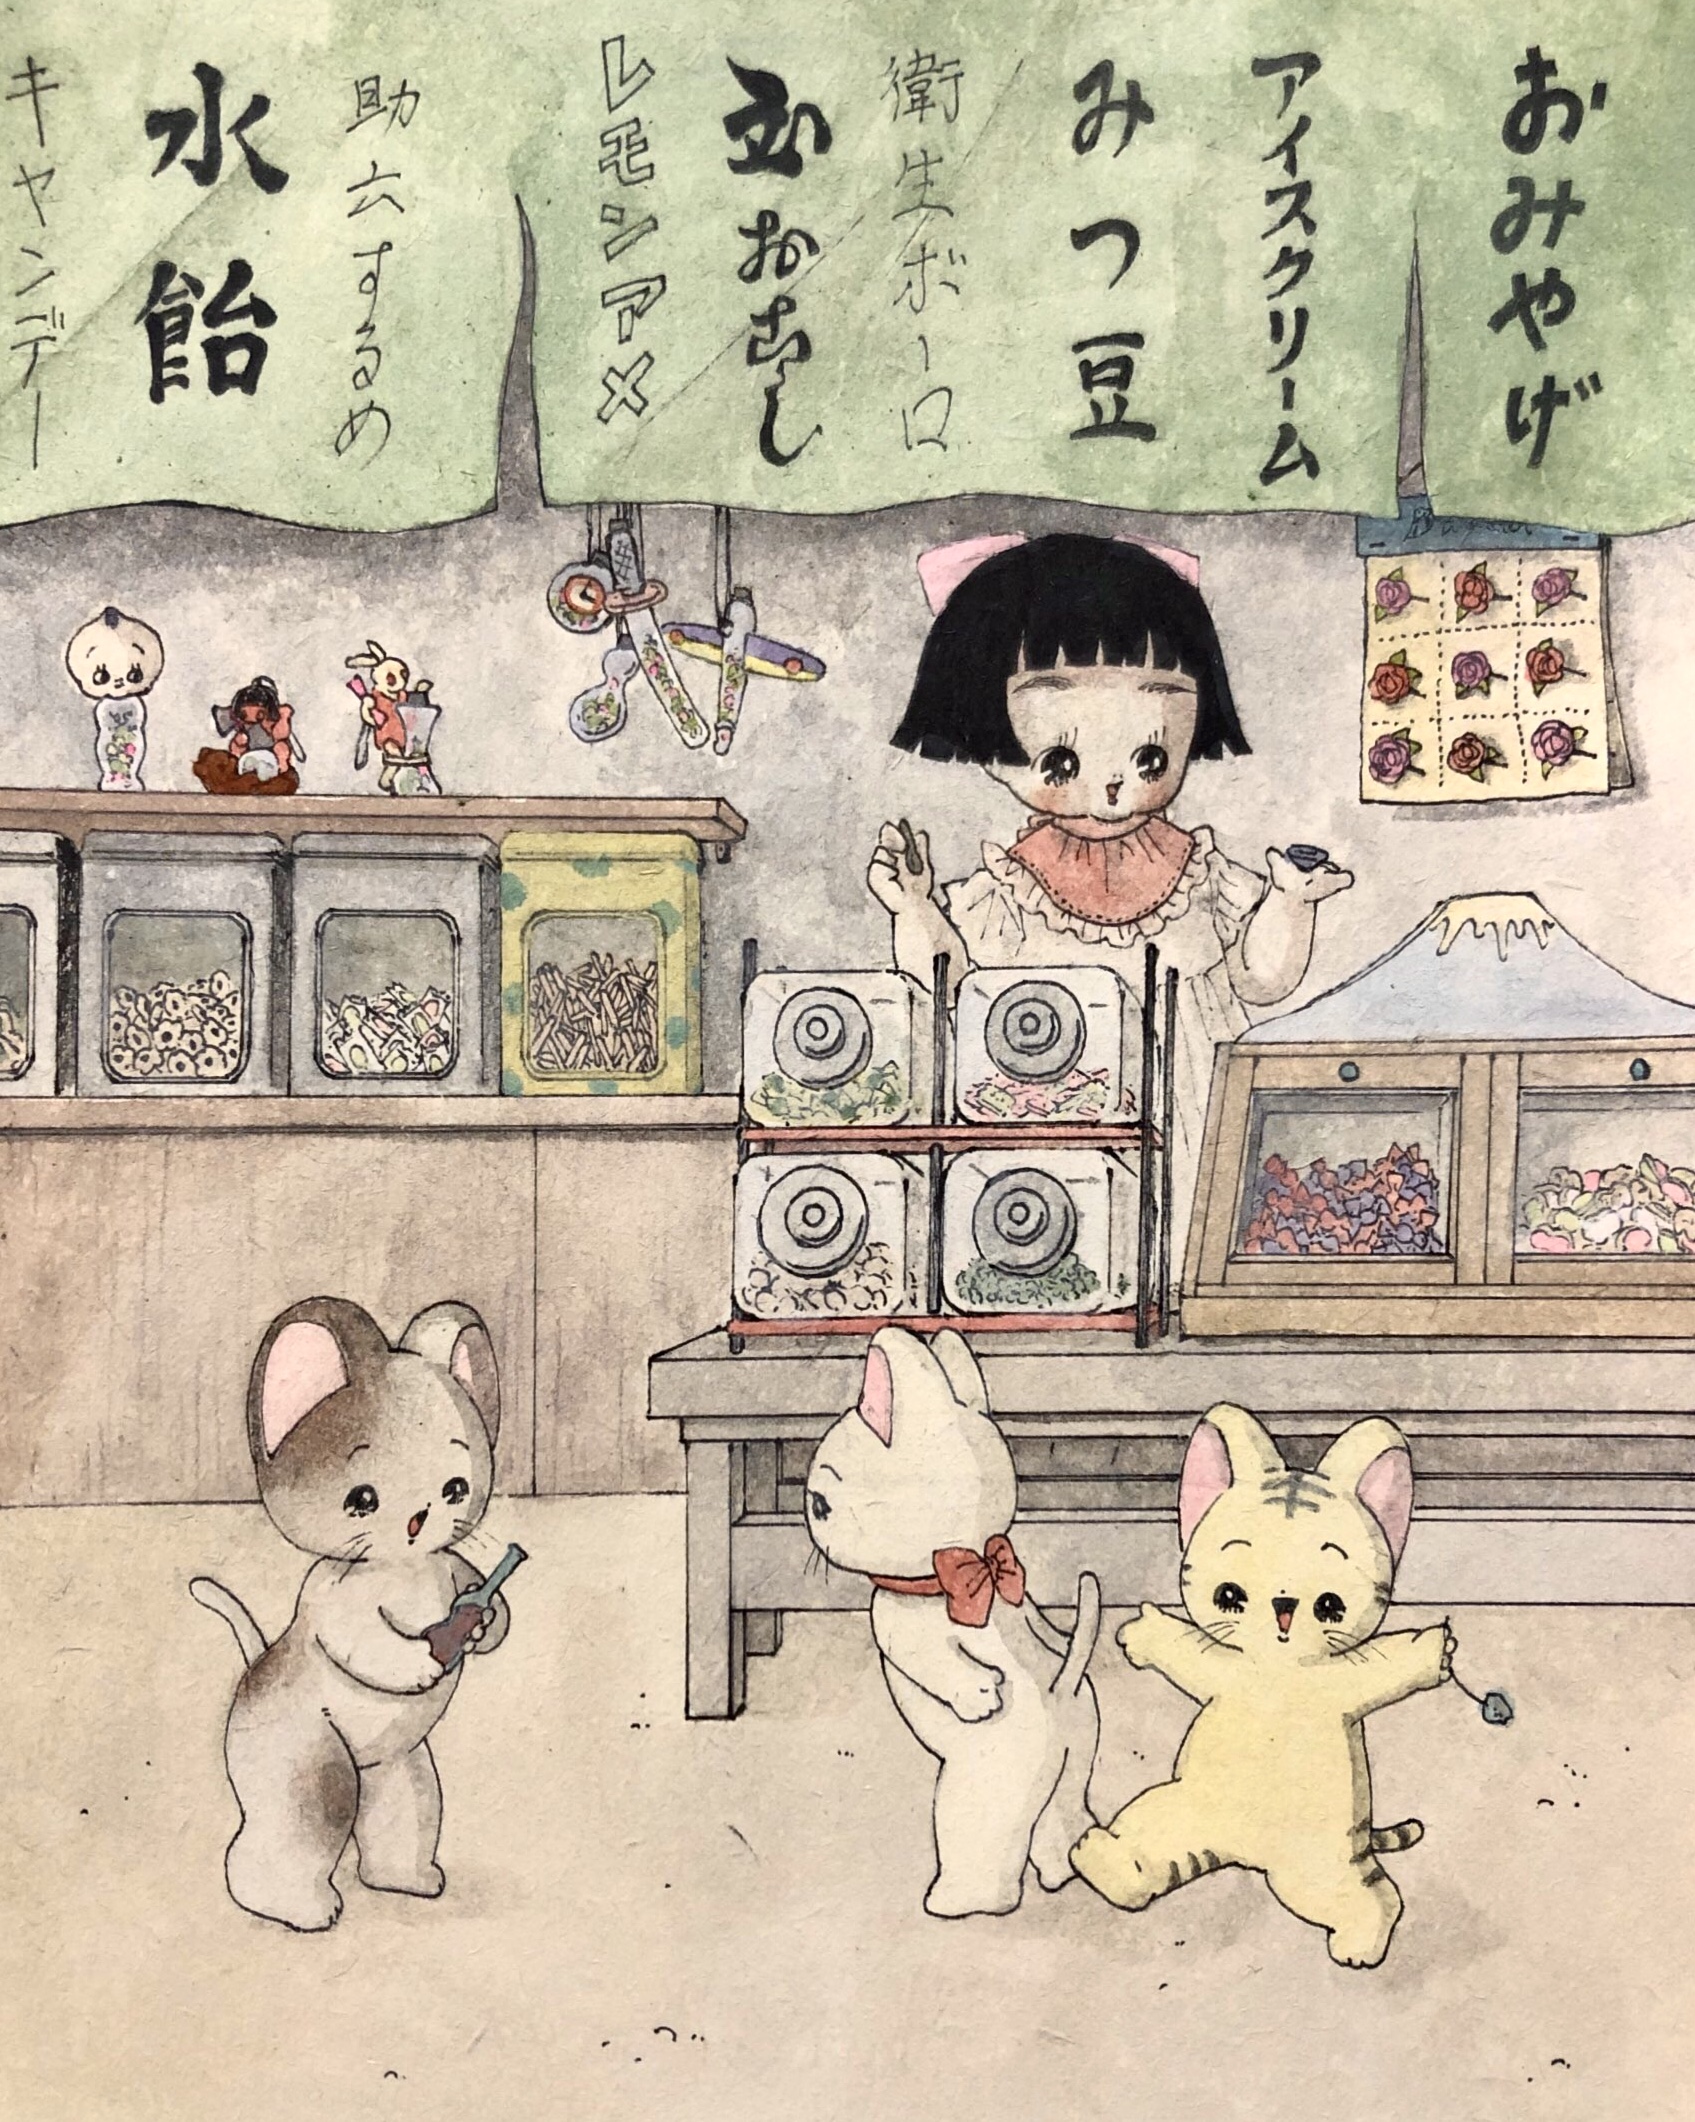 おみやげ
アイスクリーム
みつ豆
衛生ボーロ
玉おこし
レモンアメ
助六するめ
水飴
キャンデー